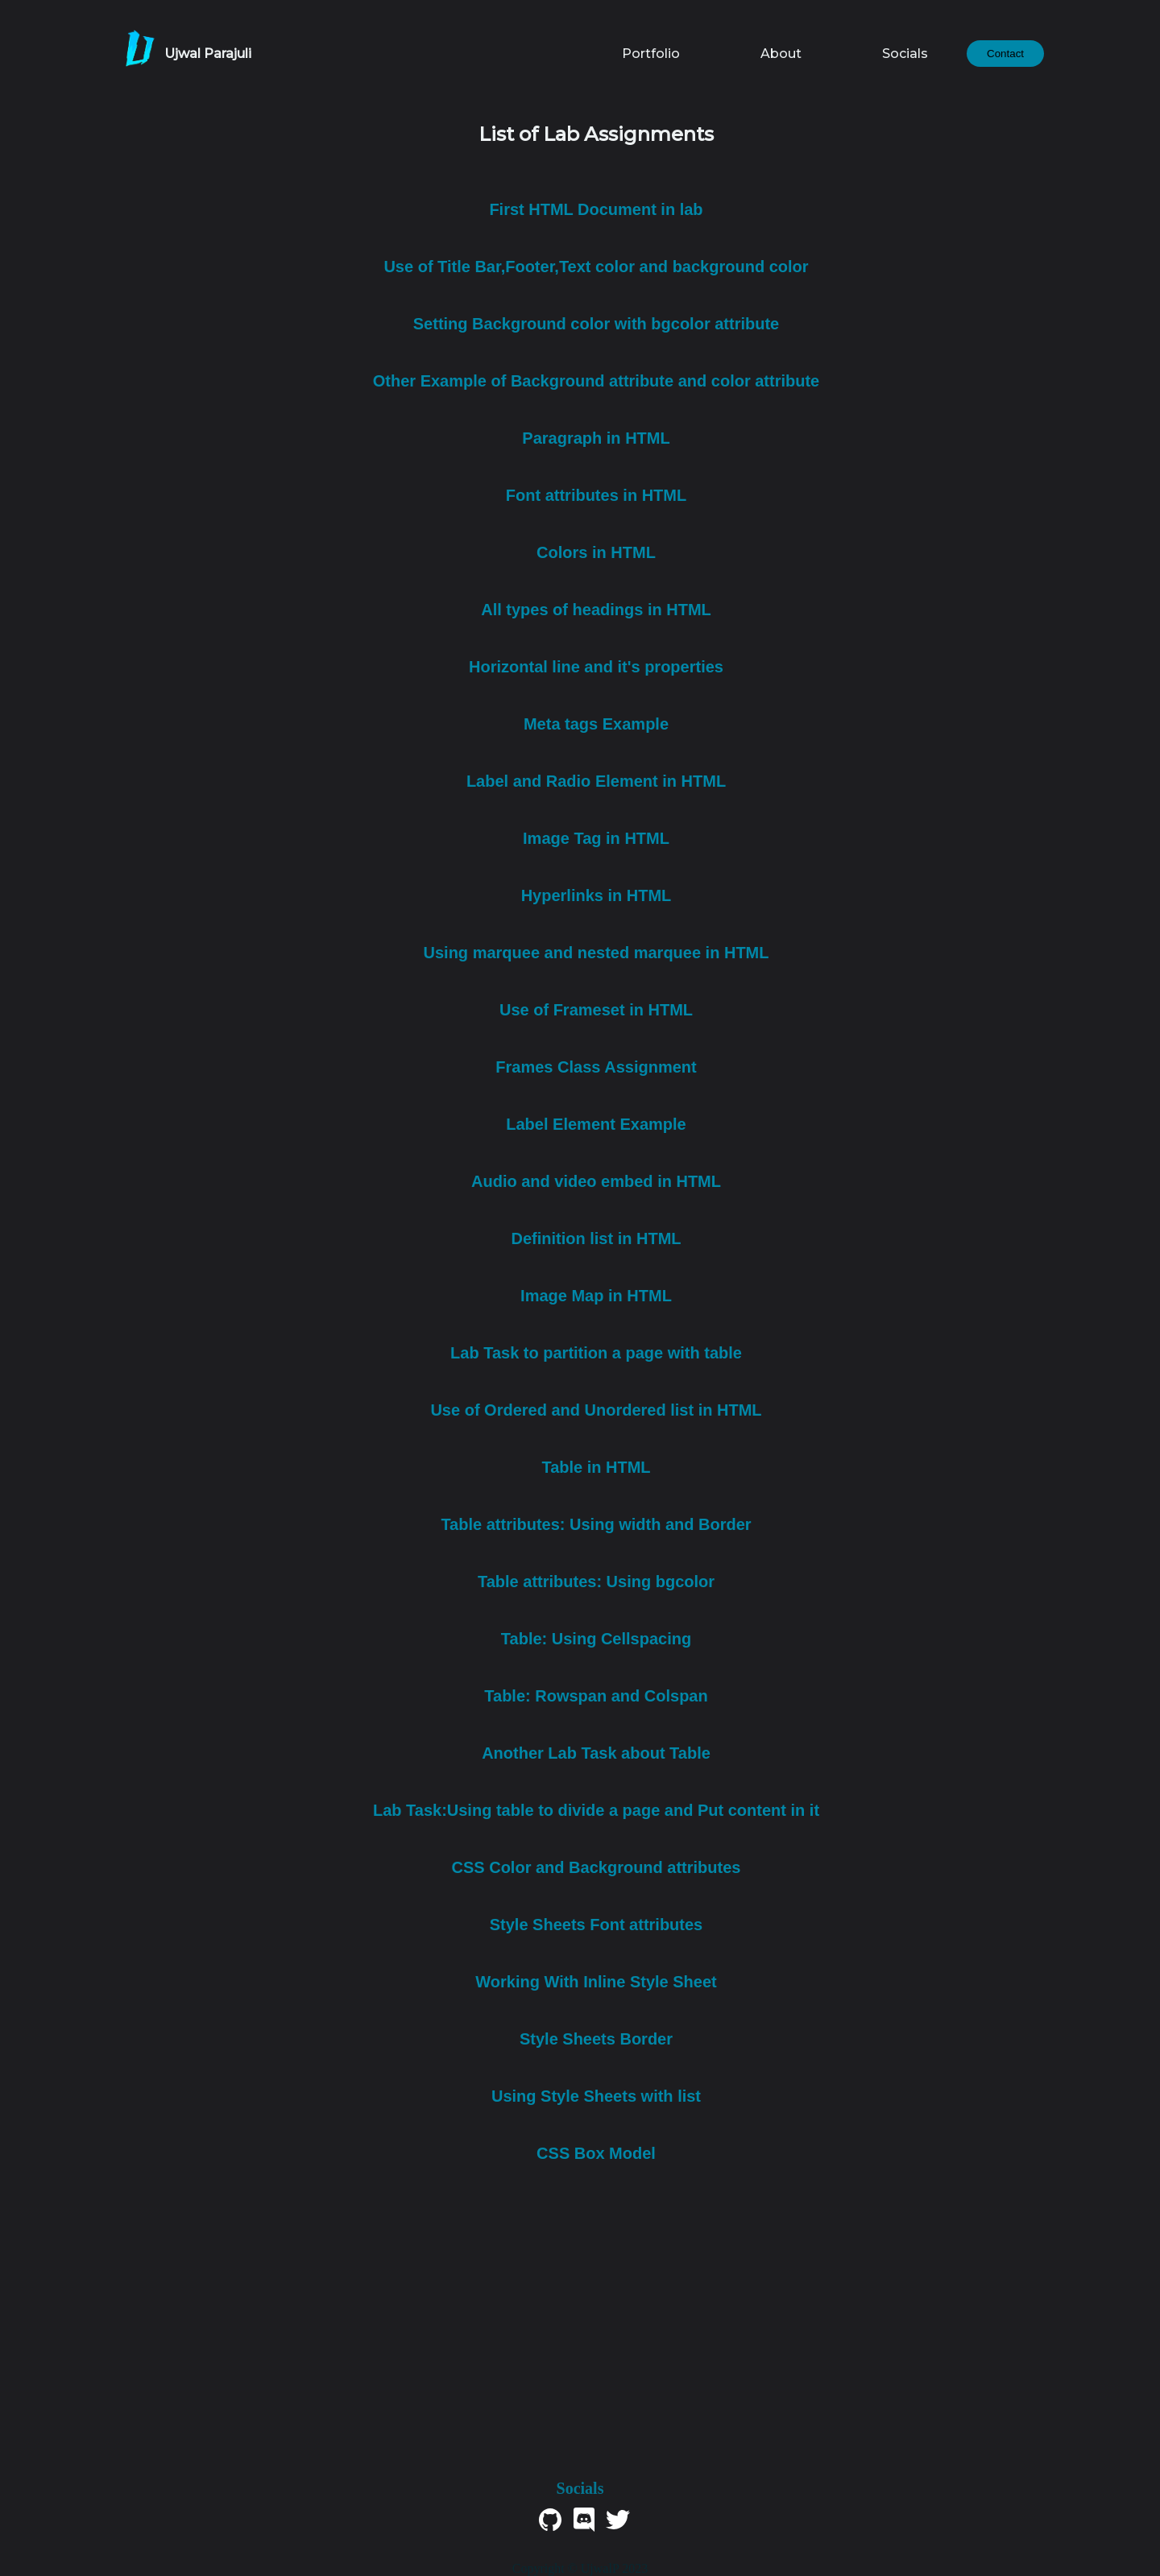 Ujwal Parajuli
Portfolio
About
Socials
Contact
List of Lab Assignments
First HTML Document in lab
Use of Title Bar,Footer,Text color and background color
Setting Background color with bgcolor attribute
Other Example of Background attribute and color attribute
Paragraph in HTML
Font attributes in HTML
Colors in HTML
All types of headings in HTML
Horizontal line and it's properties
Meta tags Example
Label and Radio Element in HTML
Image Tag in HTML
Hyperlinks in HTML
Using marquee and nested marquee in HTML
Use of Frameset in HTML
Frames Class Assignment
Label Element Example
Audio and video embed in HTML
Definition list in HTML
Image Map in HTML
Lab Task to partition a page with table
Use of Ordered and Unordered list in HTML
Table in HTML
Table attributes: Using width and Border
Table attributes: Using bgcolor
Table: Using Cellspacing
Table: Rowspan and Colspan
Another Lab Task about Table
Lab Task:Using table to divide a page and Put content in it
CSS Color and Background attributes
Style Sheets Font attributes
Working With Inline Style Sheet
Style Sheets Border
Using Style Sheets with list
CSS Box Model
Socials